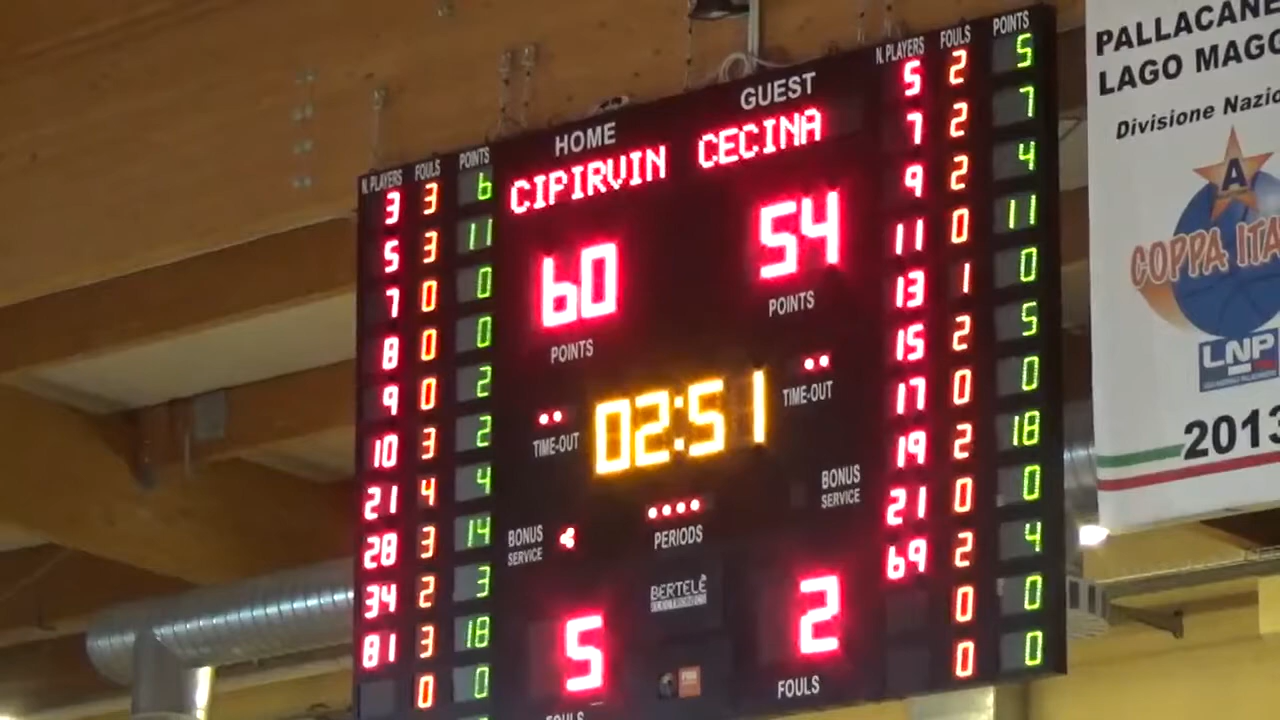 HOME GUEST
CIPIRVIN CECINA
60 54
POINTS POINTS
02:51
TIME-OUT TIME-OUT
PERIODS
BONUS SERVICE BONUS SERVICE
BERTELÈ
5 2
FOULS FOULS
N. PLAYERS FOULS POINTS
3 3 6
5 3 11
7 0 0
8 0 0
9 0 2
10 3 2
21 4 4
28 3 14
34 2 3
81 3 18
0 0
N. PLAYERS FOULS POINTS
5 2 5
7 2 7
9 2 4
11 0 11
13 1 0
15 2 5
17 0 0
19 2 18
21 0 0
69 2 4
0 0
0 0
PALLACANE
LAGO MAGG
Divisione Nazio
A
COPPA ITA
LNP
2013